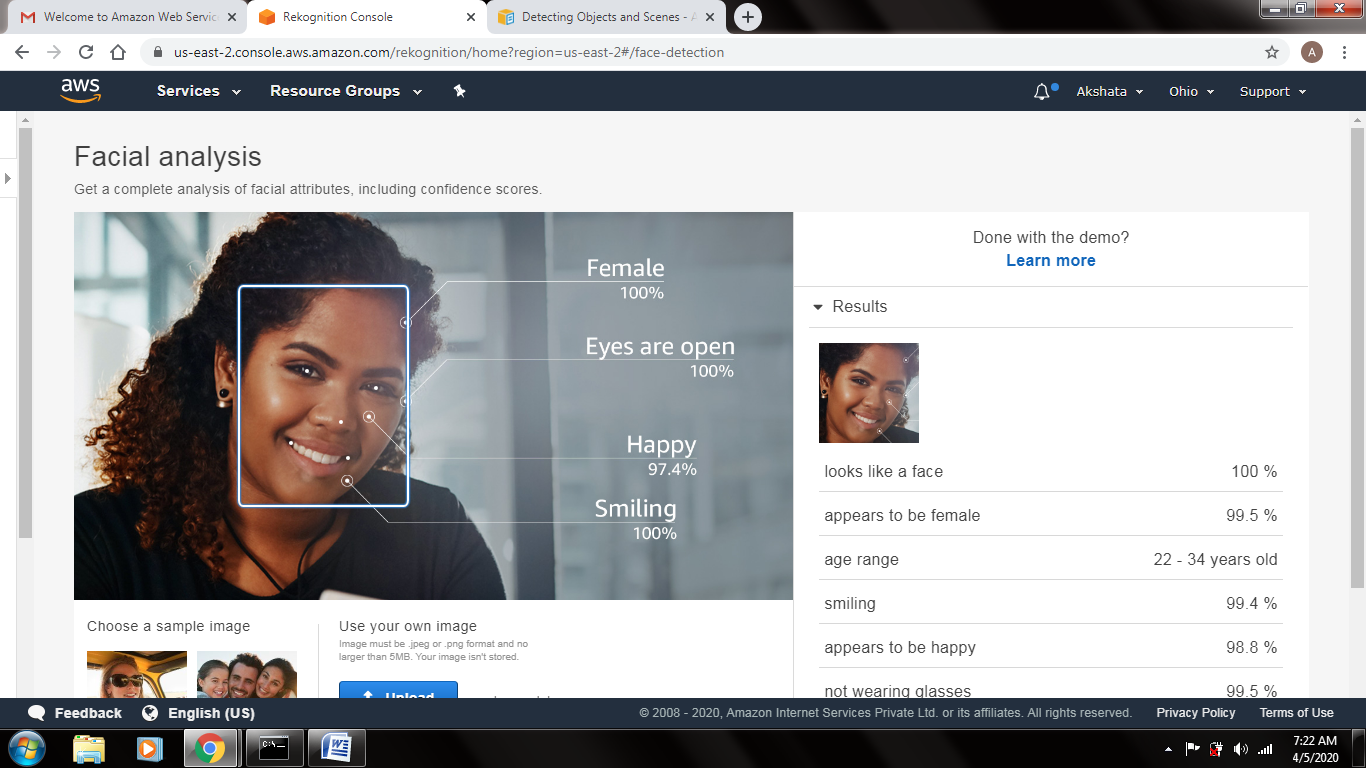 Welcome to Amazon Web Servic
Rekognition Console
Detecting Objects and Scenes - A
us-east-2.console.aws.amazon.com/rekognition/home?region=us-east-2#/face-detection
A
aws
Services
Resource Groups
Akshata
Ohio
Support
Facial analysis
Get a complete analysis of facial attributes, including confidence scores.
Female
100%
Eyes are open
100%
Happy
97.4%
Smiling
100%
Done with the demo?
Learn more
Results
looks like a face 100 %
appears to be female 99.5 %
age range 22 - 34 years old
smiling 99.4 %
appears to be happy 98.8 %
not wearing glasses 99.5 %
Choose a sample image
Use your own image
Image must be .jpeg or .png format and no
larger than 5MB. Your image isn't stored.
Upload
Feedback
English (US)
© 2008 - 2020, Amazon Internet Services Private Ltd. or its affiliates. All rights reserved.
Privacy Policy
Terms of Use
C:\_
7:22 AM
4/5/2020